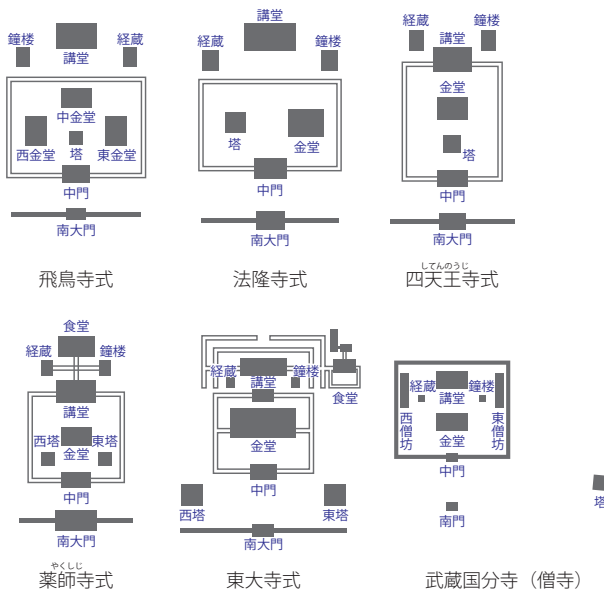 鐘楼
講堂
経蔵
中金堂
西金堂
塔
東金堂
中門
南大門
飛鳥寺式
講堂
経蔵
鐘楼
塔
金堂
中門
南大門
法隆寺式
経蔵
講堂
鐘楼
金堂
塔
中門
南大門
してんのうじ
四天王寺式
食堂
経蔵
鐘楼
講堂
西塔
金堂
東塔
中門
南大門
やくしじ
薬師寺式
経蔵
講堂
鐘楼
食堂
金堂
中門
西塔
東塔
南大門
東大寺式
経蔵
講堂
鐘楼
西僧坊
金堂
東僧坊
中門
南門
塔
武蔵国分寺（僧寺）